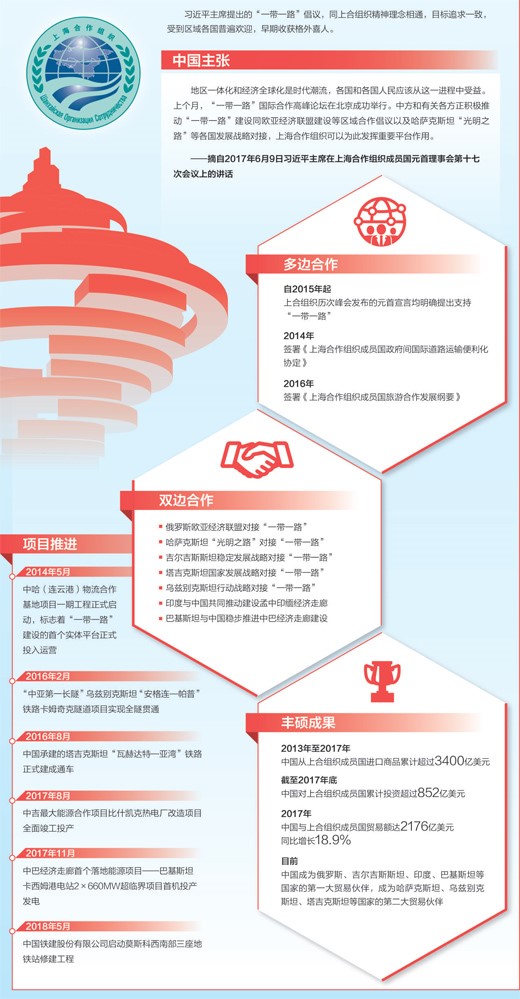 上海合作组织
Шанхайская Организация Сотрудничества
习近平主席提出的“一带一路”倡议，同上合组织精神理念相通，目标追求一致，
受到区域各国普遍欢迎，早期收获格外喜人。
中国主张
地区一体化和经济全球化是时代潮流，各国和各国人民应该从这一进程中受益。
上个月，“一带一路”国际合作高峰论坛在北京成功举行。中方和有关各方正积极推
动“一带一路”建设同欧亚经济联盟建设等区域合作倡议以及哈萨克斯坦“光明之
路”等各国发展战略对接，上海合作组织可以为此发挥重要平台作用。
——摘自2017年6月9日习近平主席在上海合作组织成员国元首理事会第十七
次会议上的讲话
多边合作
自2015年起
上合组织历次峰会发布的元首宣言均明确提出支持
“一带一路”
2014年
签署《上海合作组织成员国政府间国际道路运输便利化
协定》
2016年
签署《上海合作组织成员国旅游合作发展纲要》
双边合作
俄罗斯欧亚经济联盟对接“一带一路”
哈萨克斯坦“光明之路”对接“一带一路”
吉尔吉斯斯坦稳定发展战略对接“一带一路”
塔吉克斯坦国家发展战略对接“一带一路”
乌兹别克斯坦行动战略对接“一带一路”
印度与中国共同推动建设孟中印缅经济走廊
巴基斯坦与中国稳步推进中巴经济走廊建设
项目推进
2014年5月
中哈（连云港）物流合作
基地项目一期工程正式启
动，标志着“一带一路”
建设的首个实体平台正式
投入运营
2016年2月
“中亚第一长隧”乌兹别克斯坦“安格连—帕普”
铁路卡姆奇克隧道项目实现全隧贯通
2016年8月
中国承建的塔吉克斯坦“瓦赫达特—亚湾”铁路
正式建成通车
2017年8月
中吉最大能源合作项目比什凯克热电厂改造项目
全面竣工投产
2017年11月
中巴经济走廊首个落地能源项目——巴基斯坦
卡西姆港电站2×660MW超临界项目首机投产
发电
2018年5月
中国铁建股份有限公司启动莫斯科西南部三座地
铁站修建工程
丰硕成果
2013年至2017年
中国从上合组织成员国进口商品累计超过3400亿美元
截至2017年底
中国对上合组织成员国累计投资超过852亿美元
2017年
中国与上合组织成员国贸易额达2176亿美元
同比增长18.9%
目前
中国成为俄罗斯、吉尔吉斯斯坦、印度、巴基斯坦等
国家的第一大贸易伙伴，成为哈萨克斯坦、乌兹别克
斯坦、塔吉克斯坦等国家的第二大贸易伙伴